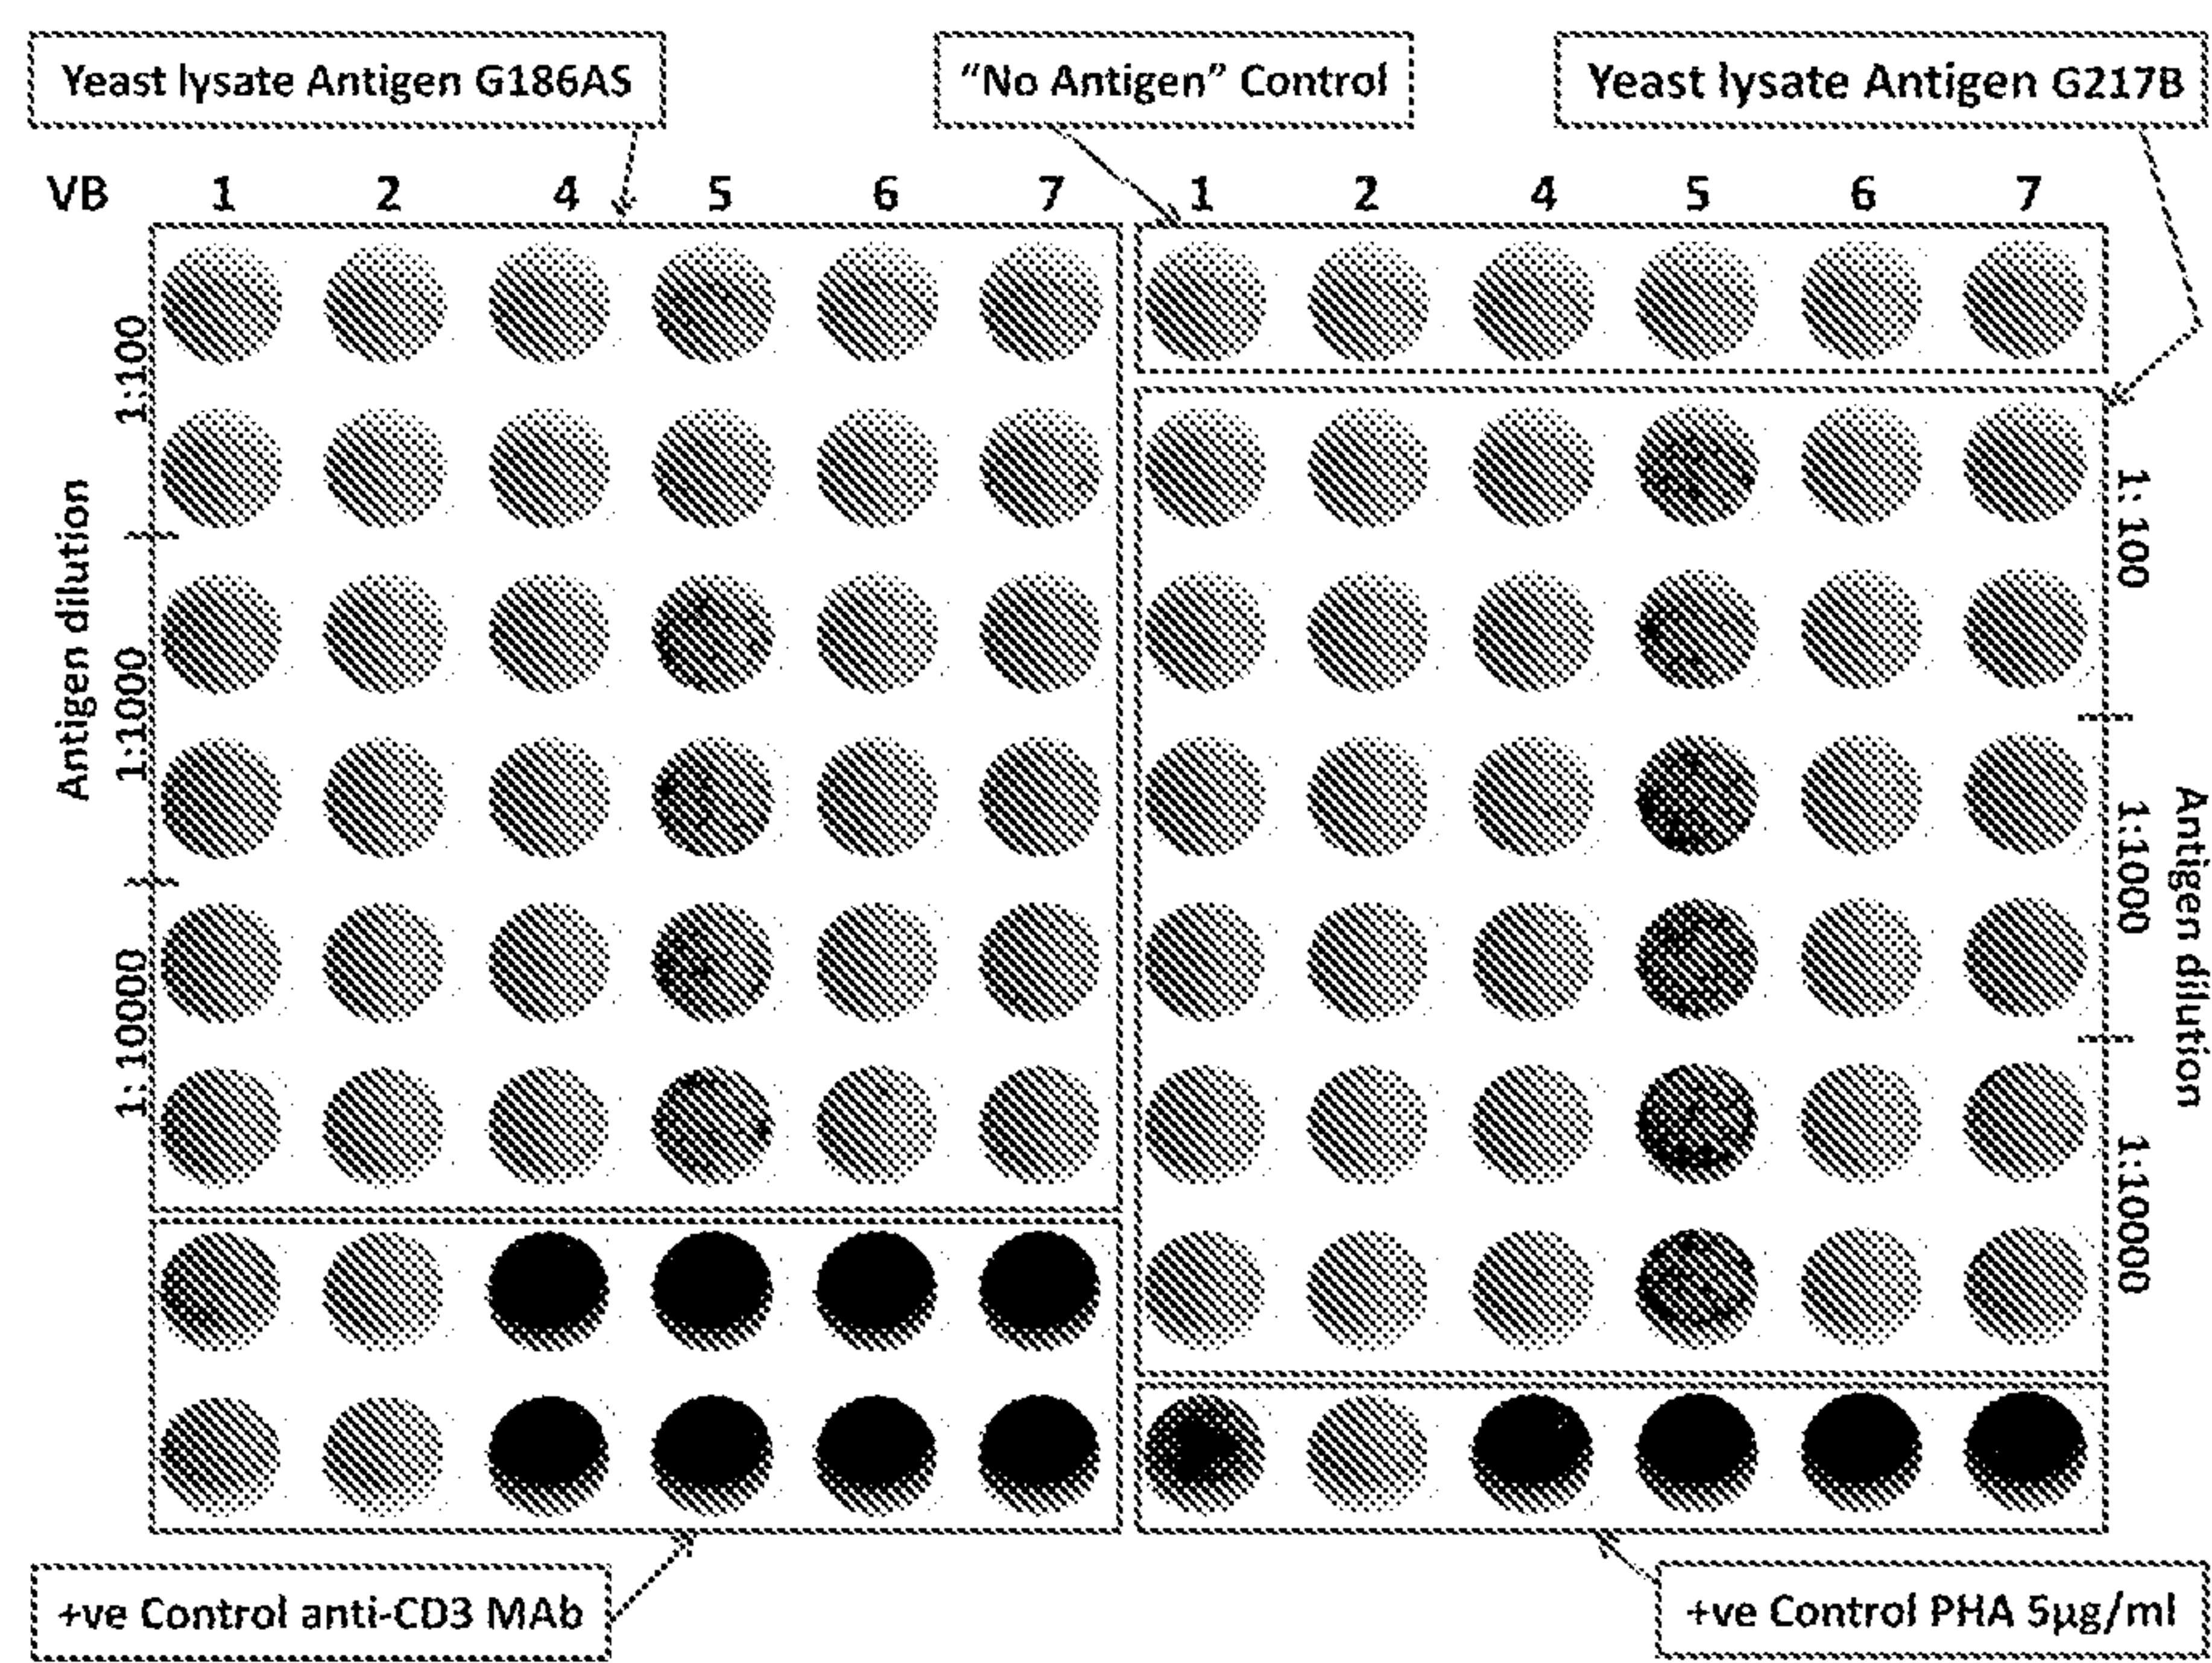 Yeast lysate Antigen G186AS
"No Antigen" Control
Yeast lysate Antigen G217B
VB 1 2 4 5 6 7 1 2 4 5 6 7
Antigen dilution
1:100
1:1000
1: 10000
1: 100
1:1000
1:10000
Antigen dilution
+ve Control anti-CD3 MAb
+ve Control PHA 5µg/ml